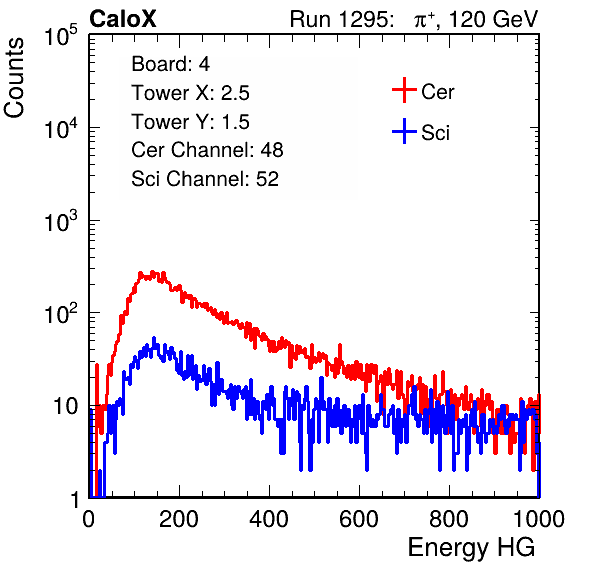 CaloX Run 1295: π⁺, 120 GeV
Counts
Board: 4
Tower X: 2.5
Tower Y: 1.5
Cer Channel: 48
Sci Channel: 52
Cer
Sci
10⁵
10⁴
10³
10²
10
1
0 200 400 600 800 1000
Energy HG